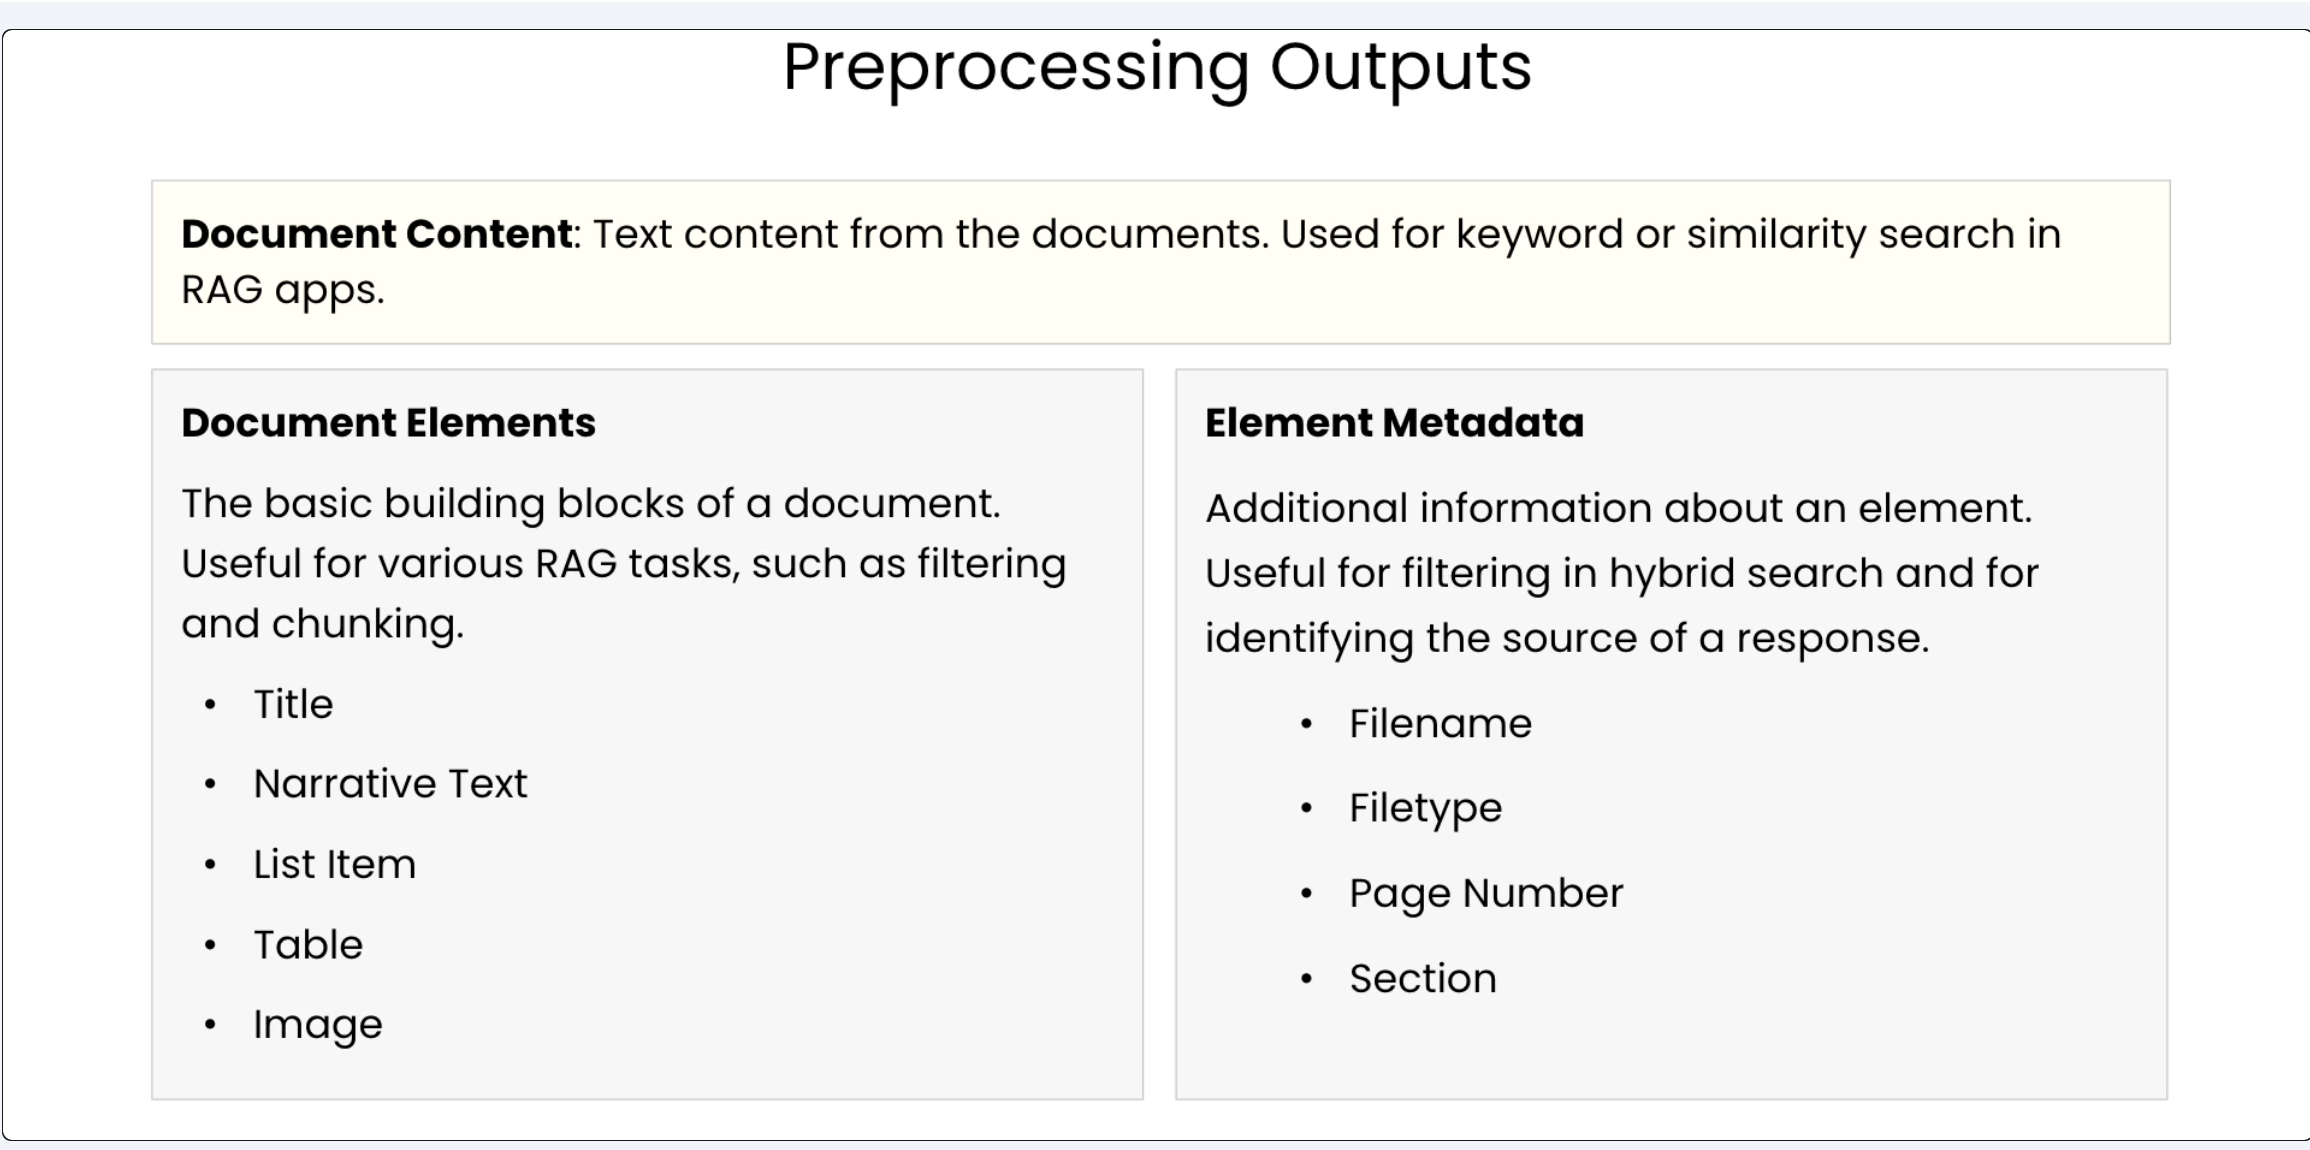 Preprocessing Outputs
Document Content: Text content from the documents. Used for keyword or similarity search in
RAG apps.
Document Elements
The basic building blocks of a document.
Useful for various RAG tasks, such as filtering
and chunking.
• Title
• Narrative Text
• List Item
• Table
• Image
Element Metadata
Additional information about an element.
Useful for filtering in hybrid search and for
identifying the source of a response.
• Filename
• Filetype
• Page Number
• Section